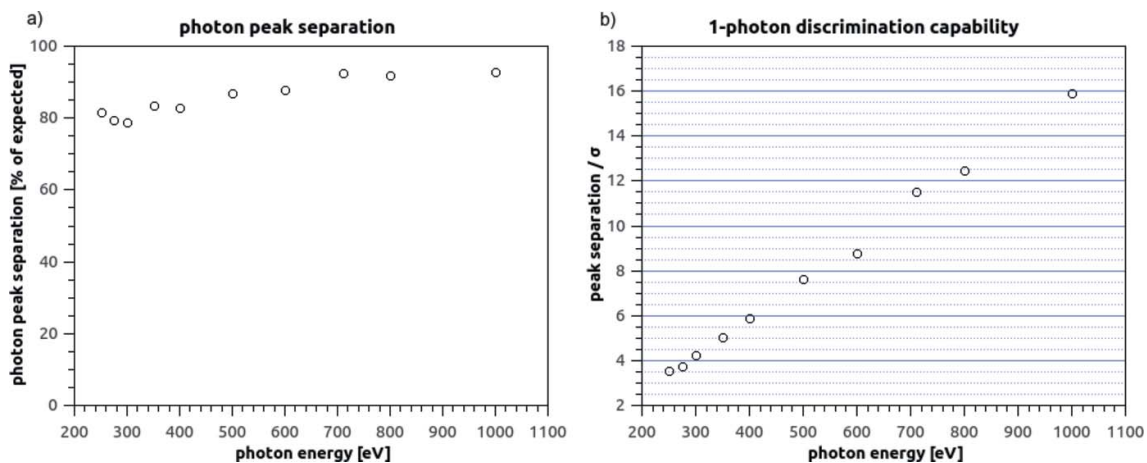 a)
photon peak separation
photon peak separation [% of expected]
100
80
60
40
20
0
200 300 400 500 600 700 800 900 1000 1100
photon energy [eV]
b)
1-photon discrimination capability
peak separation / σ
18
16
14
12
10
8
6
4
2
200 300 400 500 600 700 800 900 1000 1100
photon energy [eV]